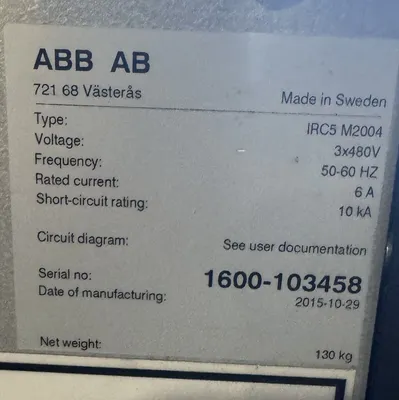 ABB AB
721 68 Västerås
Made in Sweden
Type: IRC5 M2004
Voltage: 3x480V
Frequency: 50-60 HZ
Rated current: 6 A
Short-circuit rating: 10 kA
Circuit diagram: See user documentation
Serial no: 1600-103458
Date of manufacturing: 2015-10-29
Net weight: 130 kg